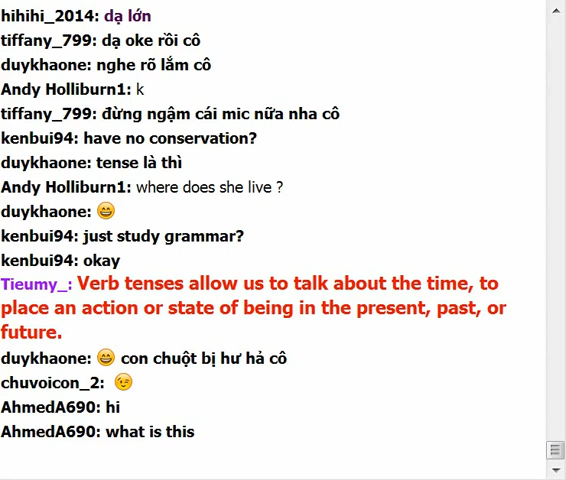 hihihi_2014: dạ lớn
tiffany_799: dạ oke rồi cô
duykhaone: nghe rõ lắm cô
Andy Holliburn1: k
tiffany_799: đừng ngậm cái mic nữa nha cô
kenbui94: have no conservation?
duykhaone: tense là thì
Andy Holliburn1: where does she live ?
duykhaone: 😄
kenbui94: just study grammar?
kenbui94: okay
Tieumy_: Verb tenses allow us to talk about the time, to
place an action or state of being in the present, past, or
future.
duykhaone: 😄 con chuột bị hư hả cô
chuvoicon_2: 😉
AhmedA690: hi
AhmedA690: what is this